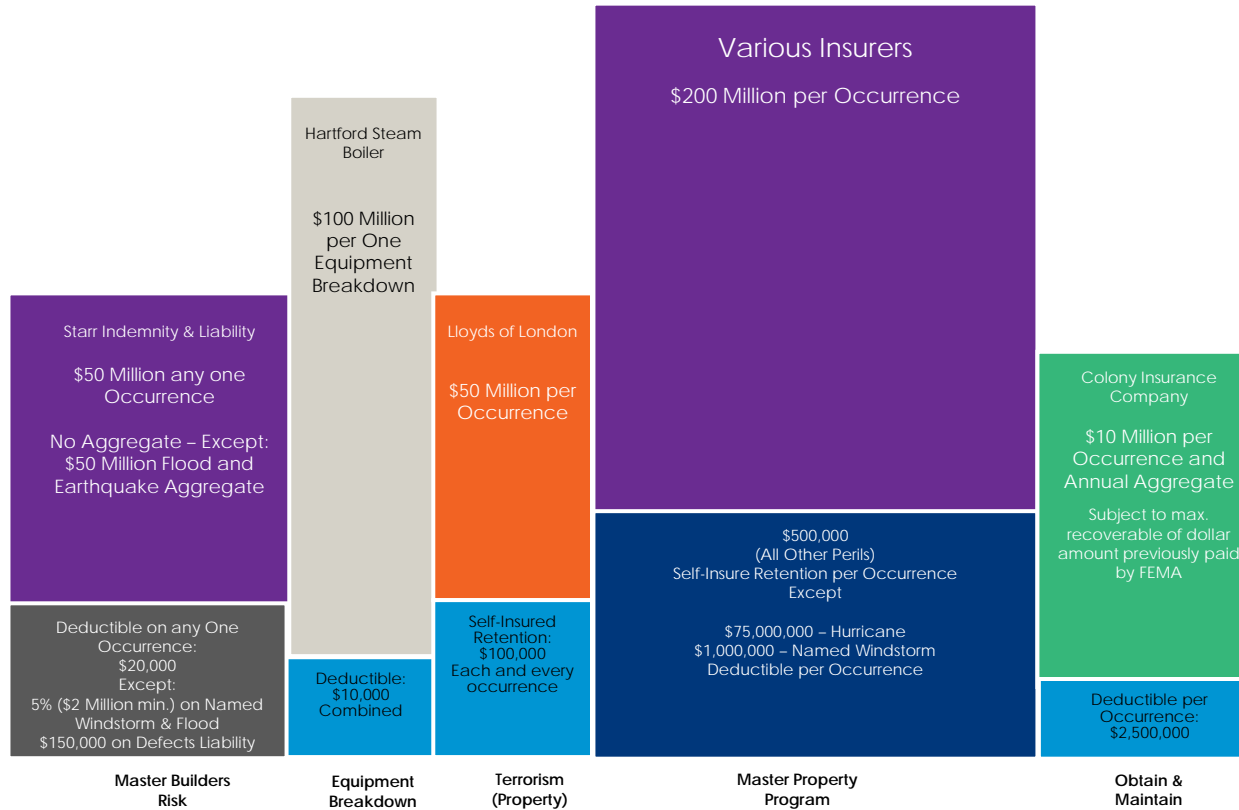 Various Insurers
$200 Million per Occurrence
Hartford Steam
Boiler
$100 Million
per One
Equipment
Breakdown
Starr Indemnity & Liability
$50 Million any one
Occurrence
No Aggregate – Except:
$50 Million Flood and
Earthquake Aggregate
Lloyds of London
$50 Million per
Occurrence
Colony Insurance
Company
$10 Million per
Occurrence and
Annual Aggregate
Subject to max.
recoverable of dollar
amount previously paid
by FEMA
Deductible on any One
Occurrence:
$20,000
Except:
5% ($2 Million min.) on Named
Windstorm & Flood
$150,000 on Defects Liability
Deductible:
$10,000
Combined
Self-Insured
Retention:
$100,000
Each and every
occurrence
$500,000
(All Other Perils)
Self-Insure Retention per Occurrence
Except
$75,000,000 – Hurricane
$1,000,000 – Named Windstorm
Deductible per Occurrence
Deductible per
Occurrence:
$2,500,000
Master Builders
Risk
Equipment
Breakdown
Terrorism
(Property)
Master Property
Program
Obtain &
Maintain